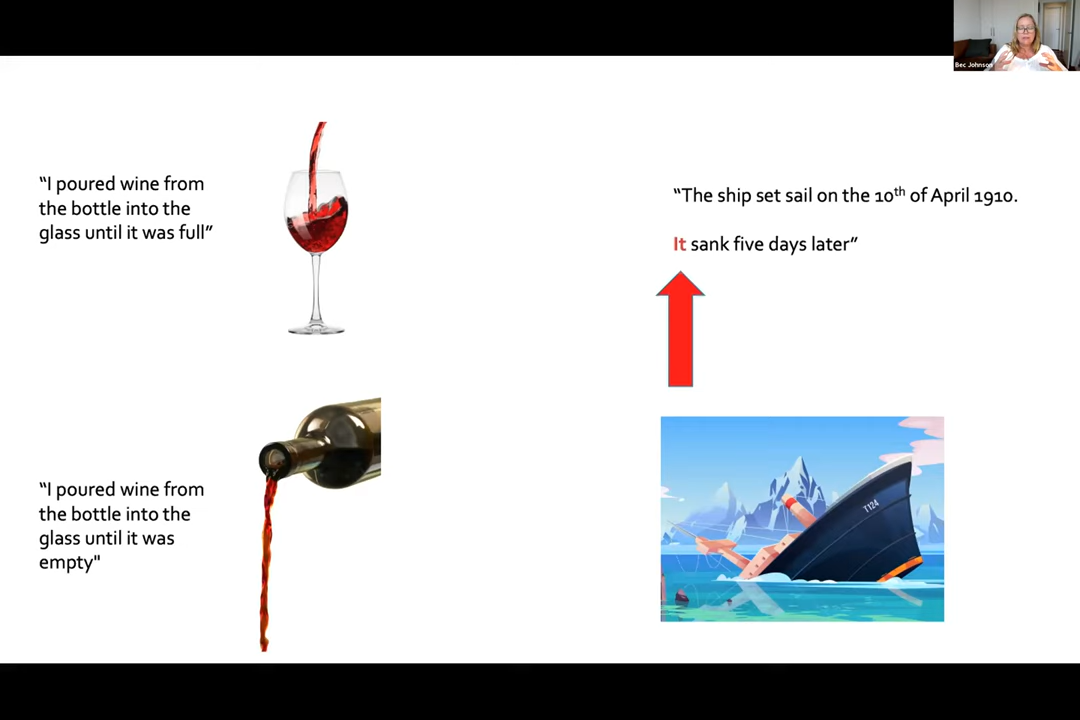 Bec Johnson
“I poured wine from
the bottle into the
glass until it was full”
“The ship set sail on the 10th of April 1910.
It sank five days later”
T124
“I poured wine from
the bottle into the
glass until it was
empty"